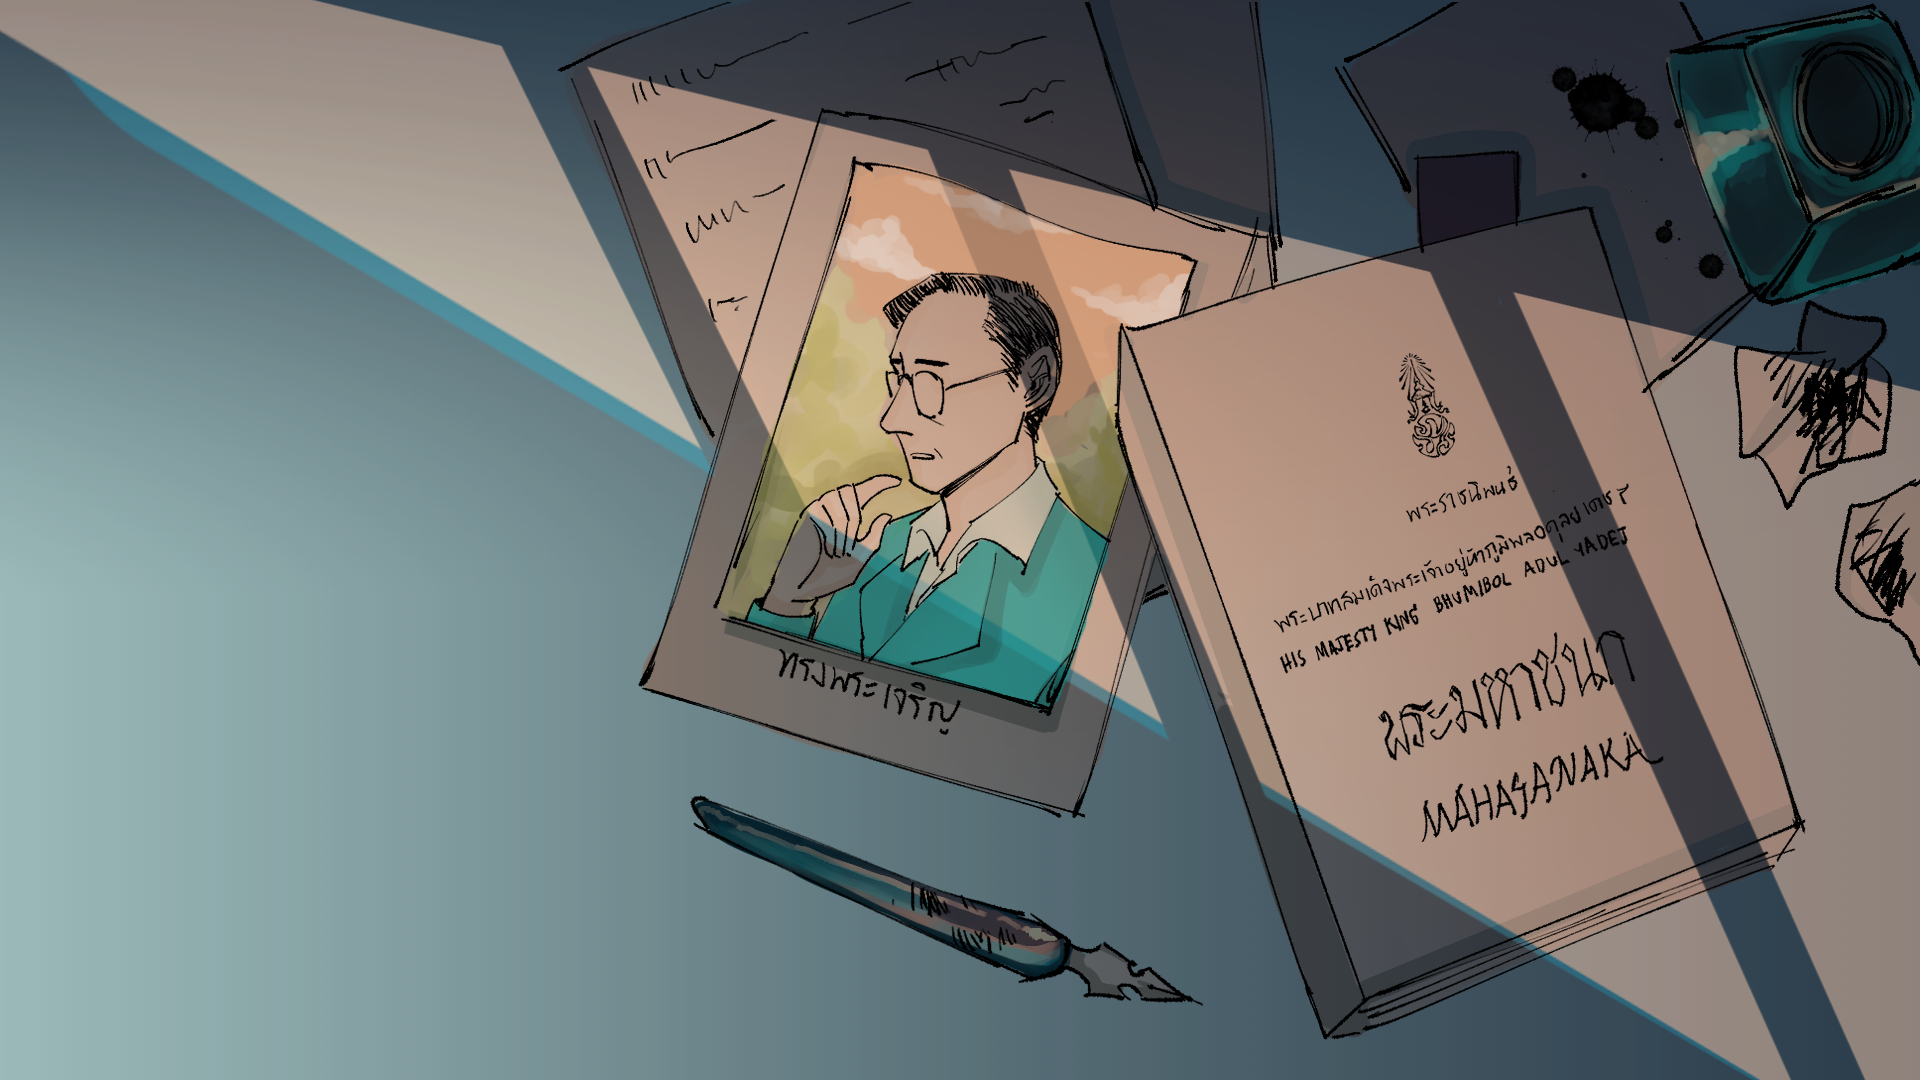 ทรงพระเจริญ
พระราชนิพนธ์
พระบาทสมเด็จพระเจ้าอยู่หัวภูมิพลอดุลยเดชฯ
HIS MAJESTY KING BHUMIBOL ADULYADEJ
พระมหาชนก
MAHAJANAKA